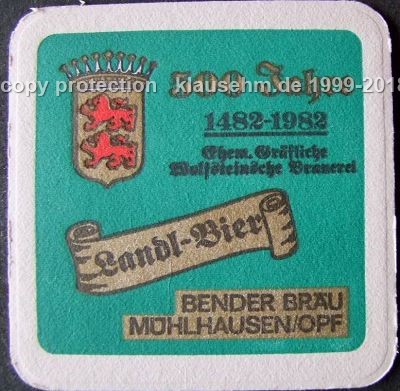 copy protection klausehm.de 1999-2018
500 Jahre
1482-1982
Ehem. Gräfliche
Wolfsteinsche Brauerei
Landl-Bier
BENDER BRÄU
MÜHLHAUSEN/OPF